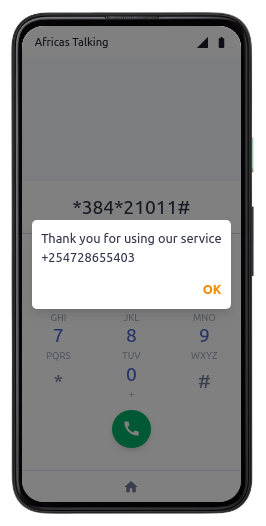 Africas Talking
*384*21011#
Thank you for using our service
+254728655403
OK
GHI JKL MNO
7 8 9
PQRS TUV WXYZ
* 0 #
+